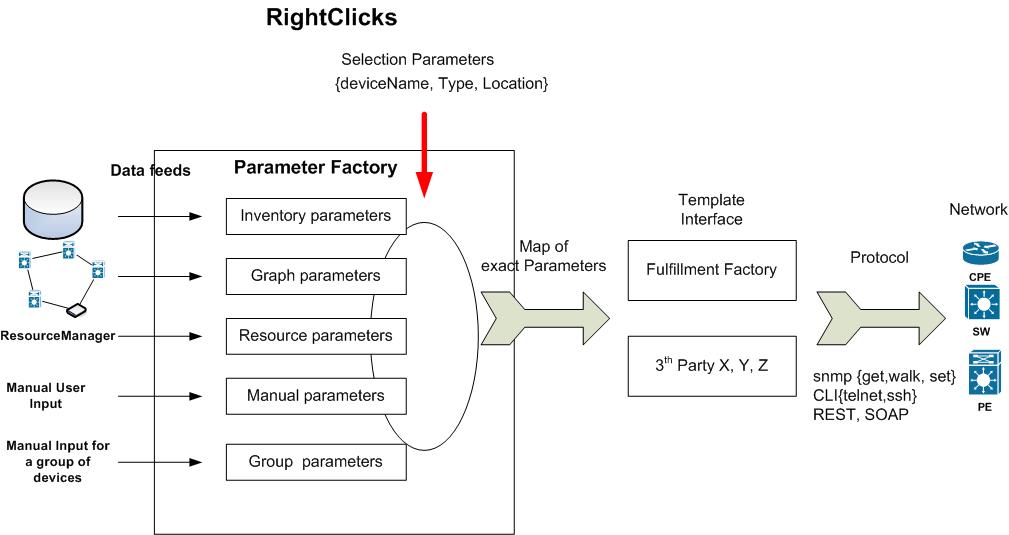 RightClicks
Selection Parameters
{deviceName, Type, Location}
Data feeds
Parameter Factory
Inventory parameters
Graph parameters
ResourceManager
Resource parameters
Manual User
Input
Manual parameters
Manual Input for
a group of
devices
Group parameters
Map of
exact Parameters
Template
Interface
Fulfillment Factory
3th Party X, Y, Z
Protocol
snmp {get,walk, set}
CLI{telnet,ssh}
REST, SOAP
Network
CPE
SW
PE